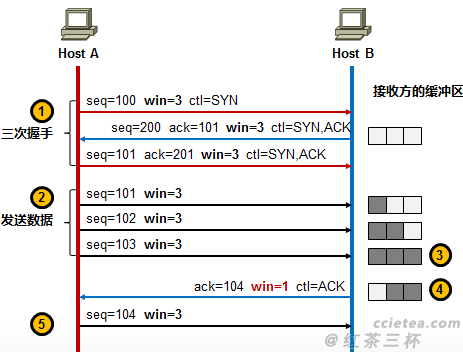 Host A
Host B
接收方的缓冲区
1
三次握手
seq=100 win=3 ctl=SYN
seq=200 ack=101 win=3 ctl=SYN,ACK
seq=101 ack=201 win=3 ctl=SYN,ACK
2
发送数据
seq=101 win=3
seq=102 win=3
seq=103 win=3
3
ack=104 win=1 ctl=ACK
4
5
seq=104 win=3
ccietea.com
@红茶三杯